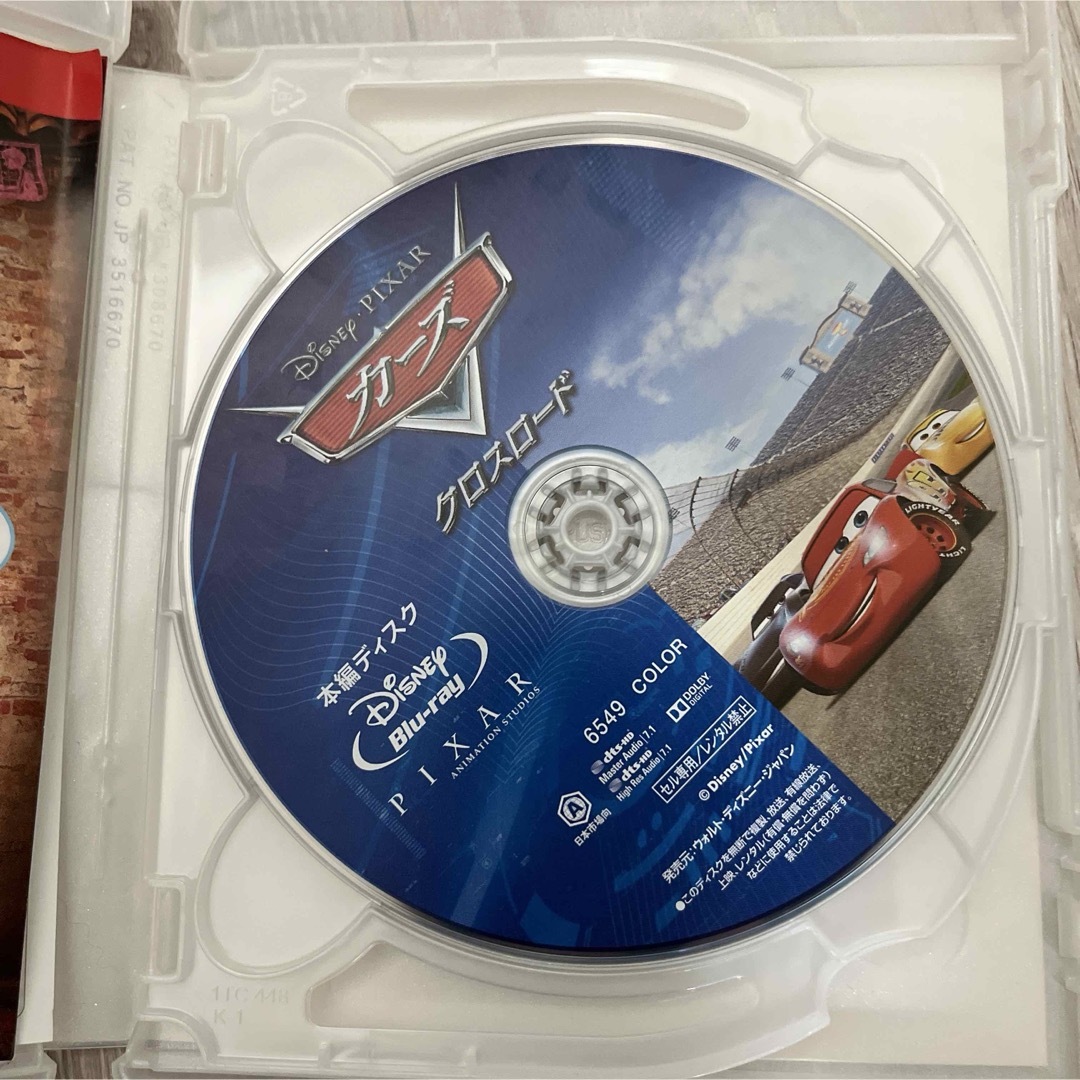 DISNEY・PIXAR
カーズ
クロスロード
本編ディスク
DISNEY
Blu-ray
PIXAR
ANIMATION STUDIOS
6549 COLOR
dts-HD
Master Audio | 7.1
dts-HD
High Res Audio | 7.1
DOLBY
DIGITAL
セル専用/レンタル禁止
A
日本市場向
©Disney/Pixar
発売元:ウォルト・ディズニー・ジャパン
●このディスクを無断で複製、放送、有線放送、
上映、レンタル(有償・無償を問わず)
などに使用することは法律で
禁じられております。
LIGHTYEAR
PAT NO.JP 3516670
1TC 448
K 1